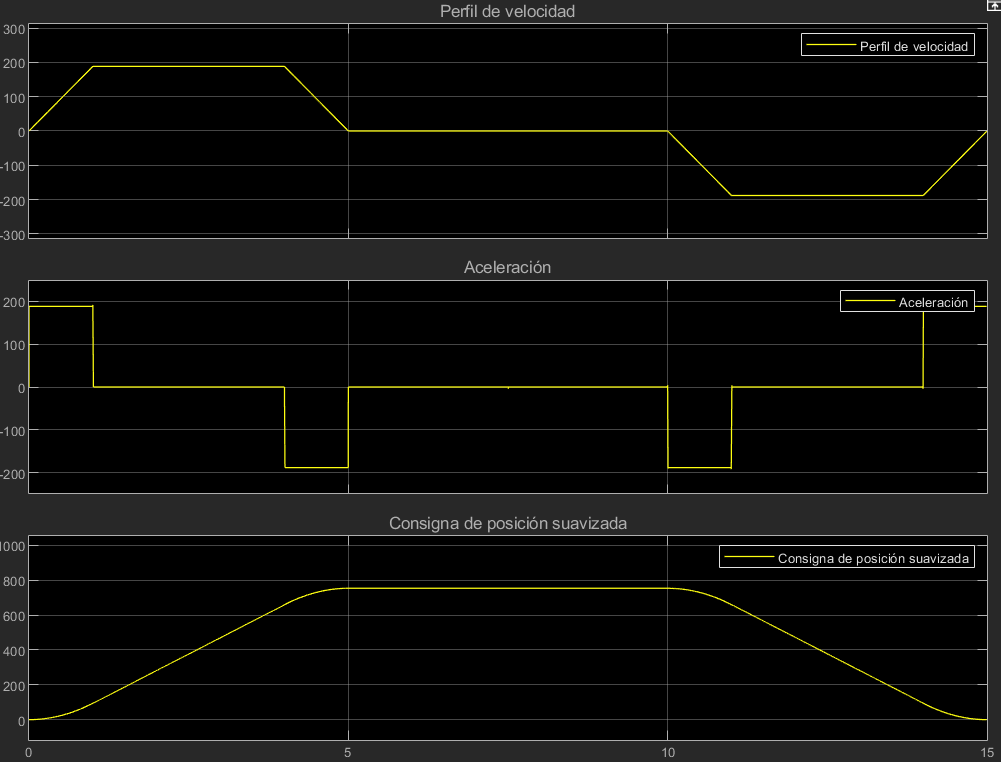 Perfil de velocidad
300
Perfil de velocidad
200
100
0
-100
-200
-300
Aceleración
200
Aceleración
100
0
-100
-200
Consigna de posición suavizada
1000
Consigna de posición suavizada
800
600
400
200
0
0 5 10 15